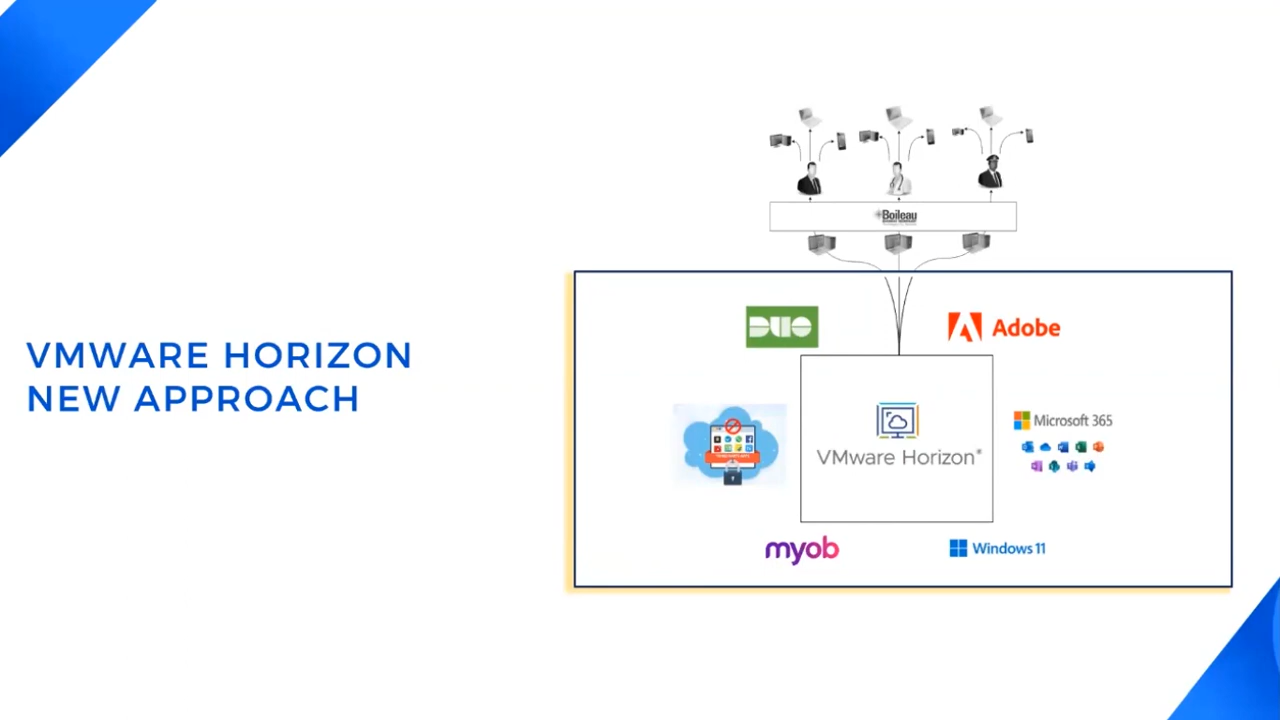 VMWARE HORIZON
NEW APPROACH
Boileau
DUO
Adobe
VMware Horizon®
Microsoft 365
myob
Windows 11